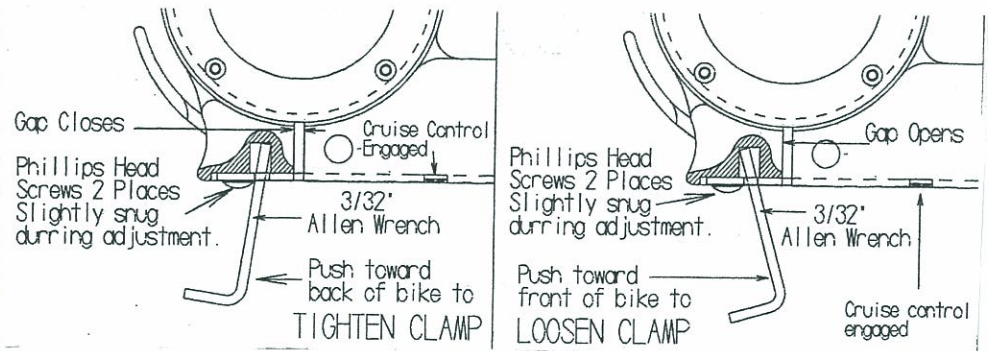 Gap Closes
Cruise Control
-Engaged
Phillips Head
Screws 2 Places
Slightly snug
durring adjustment.
3/32"
Allen Wrench
Push toward
back of bike to
TIGHTEN CLAMP
Gap Opens
Phillips Head
Screws 2 Places
Slightly snug
durring adjustment.
3/32"
Allen Wrench
Push toward
front of bike to
LOOSEN CLAMP
Cruise control
engaged